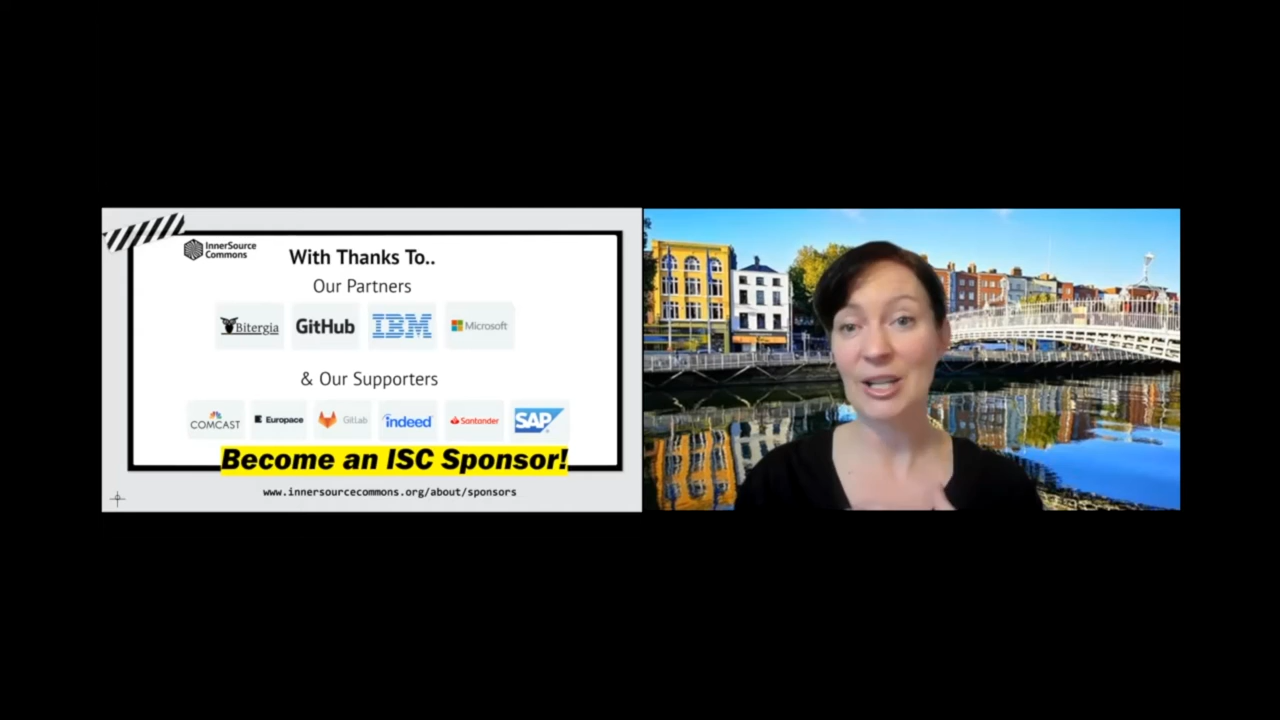 InnerSource
Commons
With Thanks To..
Our Partners
Bitergia GitHub IBM Microsoft
& Our Supporters
COMCAST Europace GitLab indeed Santander SAP
Become an ISC Sponsor!
www.innersourcecommons.org/about/sponsors